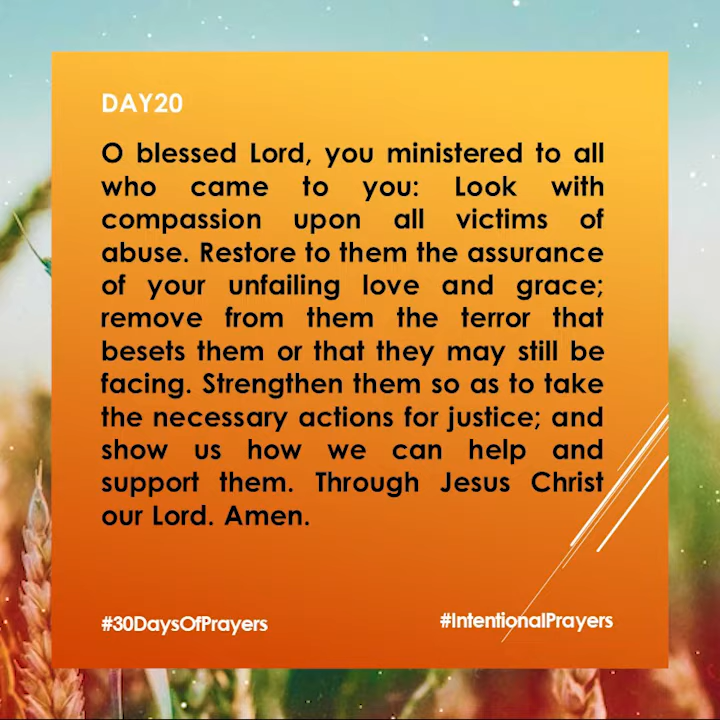 DAY20
O blessed Lord, you ministered to all
who came to you: Look with
compassion upon all victims of
abuse. Restore to them the assurance
of your unfailing love and grace;
remove from them the terror that
besets them or that they may still be
facing. Strengthen them so as to take
the necessary actions for justice; and
show us how we can help and
support them. Through Jesus Christ
our Lord. Amen.
#30DaysOfPrayers
#IntentionalPrayers